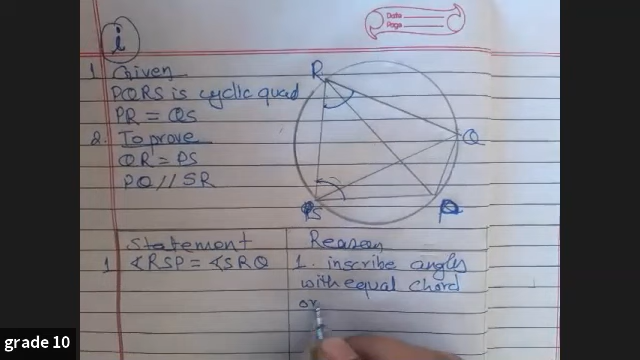 i
Date
Page
1. Given
PQRS is cyclic quad
PR = QS
2. To prove
QR = PS
PQ // SR
R
Q
S
P
Statement
Reason
1 ∢RSP = ∢SRQ
1. inscribe angles
with equal chord
or
grade 10